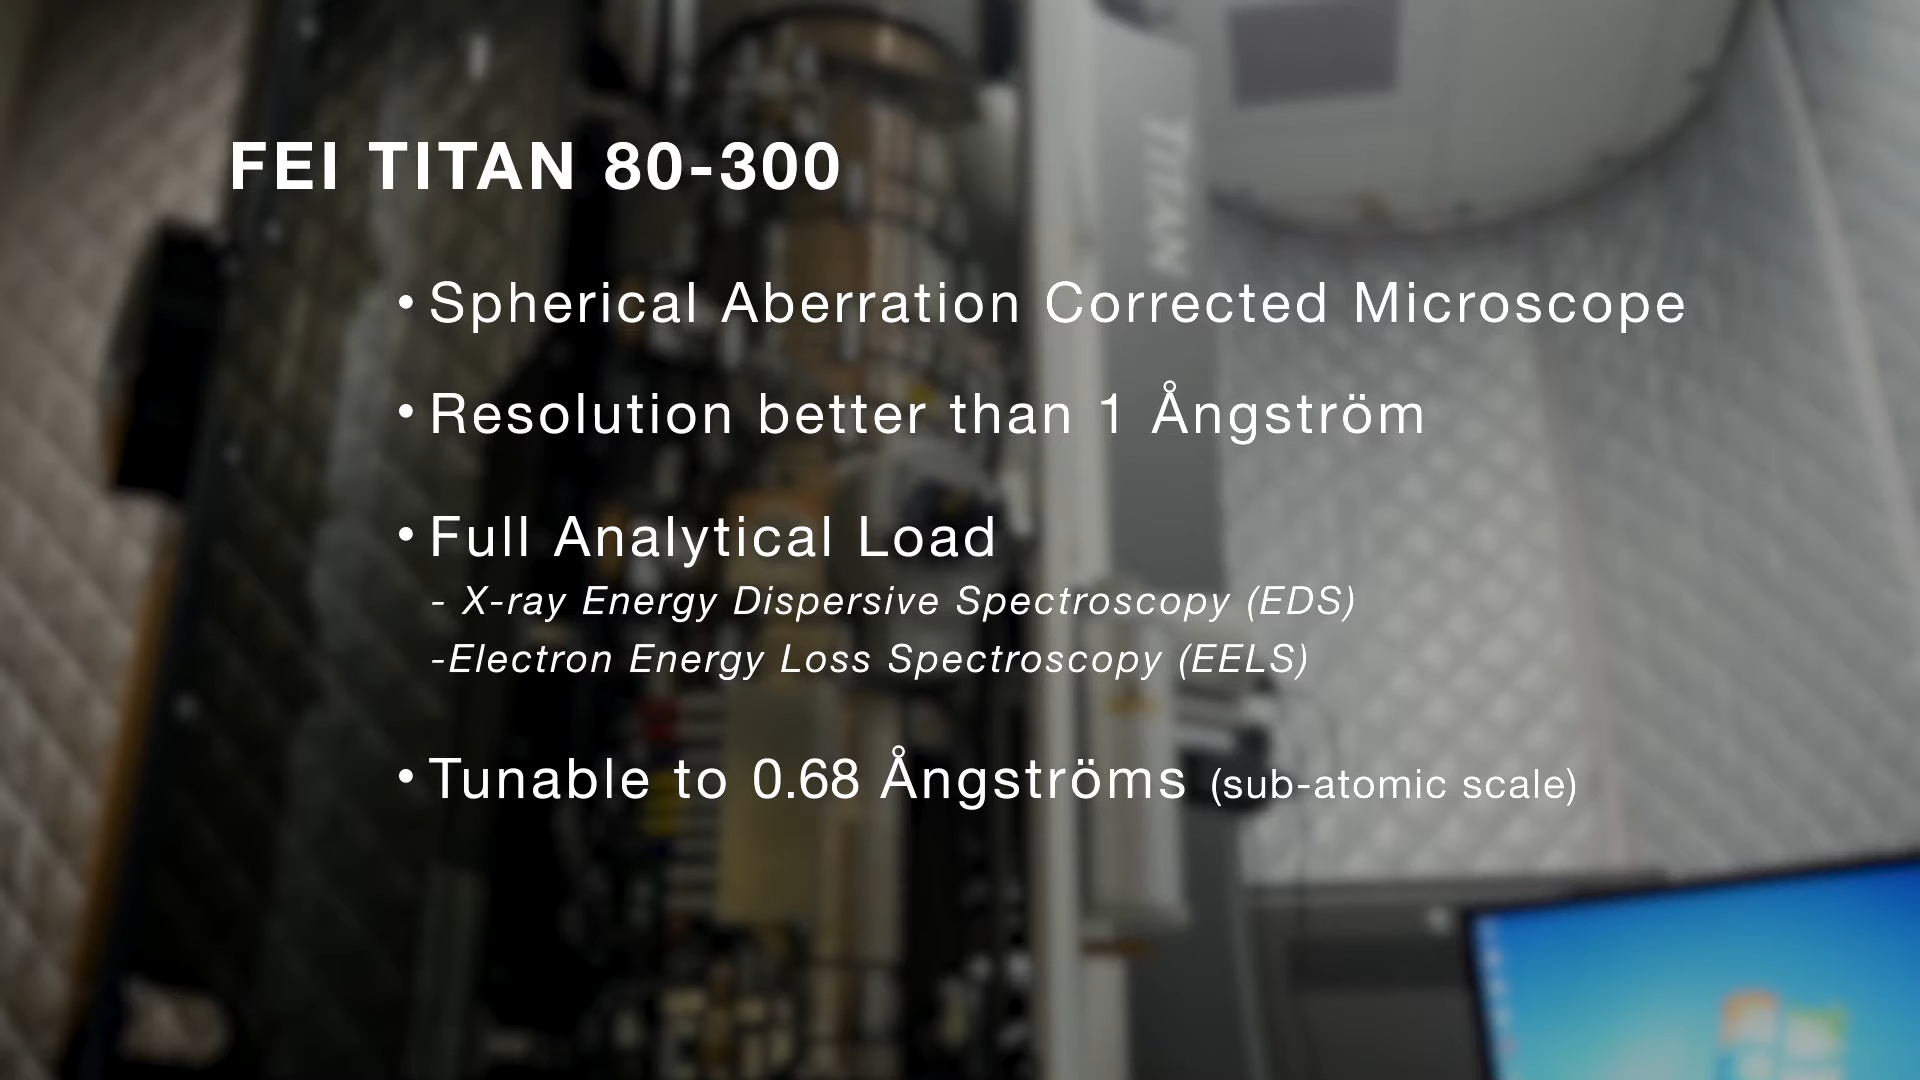 FEI TITAN 80-300
TITAN
• Spherical Aberration Corrected Microscope
• Resolution better than 1 Ångström
• Full Analytical Load
- X-ray Energy Dispersive Spectroscopy (EDS)
-Electron Energy Loss Spectroscopy (EELS)
• Tunable to 0.68 Ångströms (sub-atomic scale)